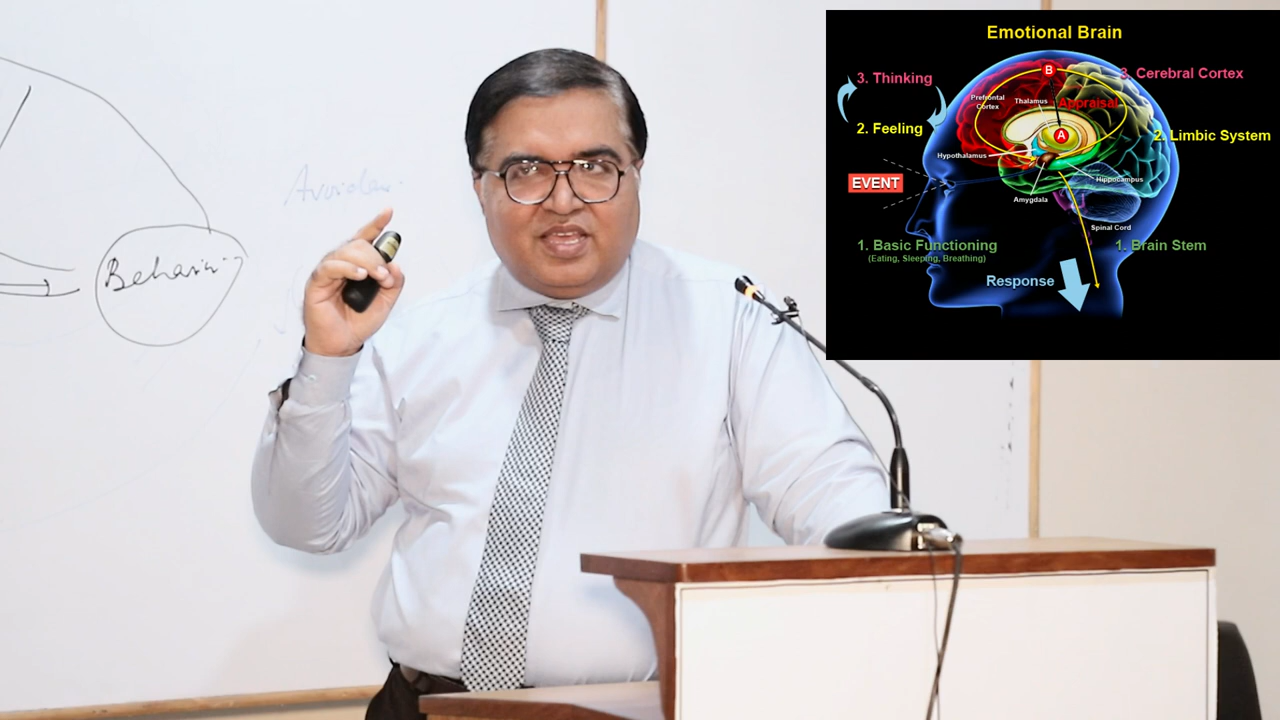 Behavior
Emotional Brain
3. Thinking
B
3. Cerebral Cortex
Prefrontal
Cortex
Thalamus
Appraisal
2. Feeling
A
2. Limbic System
Hypothalamus
EVENT
Hippocampus
Amygdala
Spinal Cord
1. Basic Functioning
(Eating, Sleeping, Breathing)
1. Brain Stem
Response